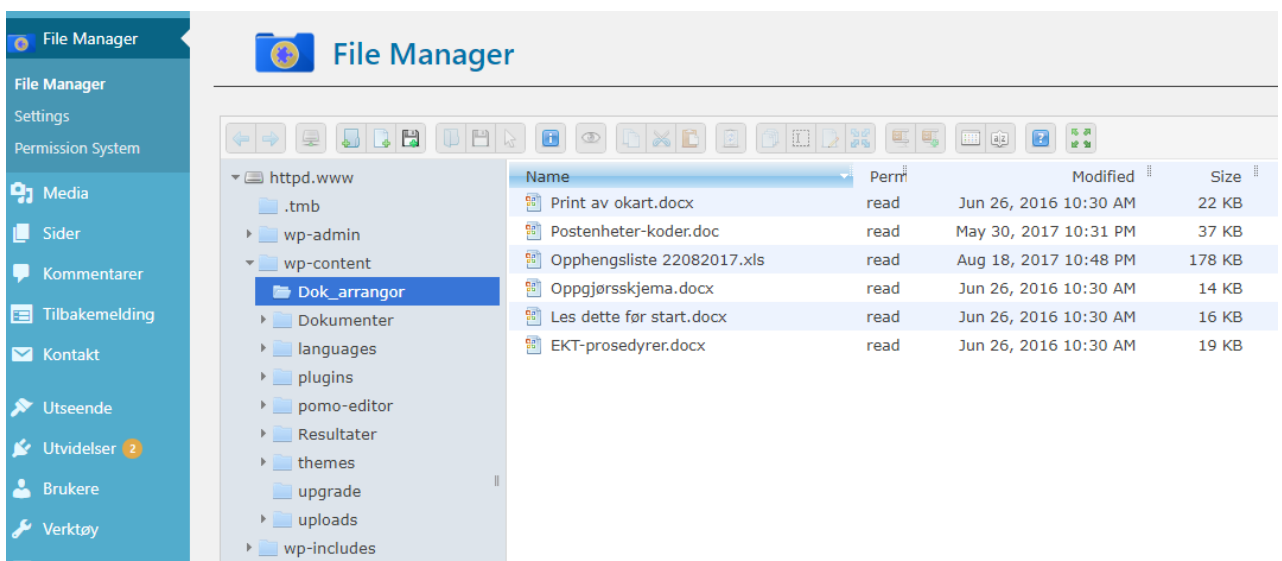 File Manager
File Manager
Settings
Permission System
Media
Sider
Kommentarer
Tilbakemelding
Kontakt
Utseende
Utvidelser 2
Brukere
Verktøy
File Manager
httpd.www
.tmb
wp-admin
wp-content
Dok_arrangor
Dokumenter
languages
plugins
pomo-editor
Resultater
themes
upgrade
uploads
wp-includes
Name Perm Modified Size
Print av okart.docx read Jun 26, 2016 10:30 AM 22 KB
Postenheter-koder.doc read May 30, 2017 10:31 PM 37 KB
Opphengsliste 22082017.xls read Aug 18, 2017 10:48 PM 178 KB
Oppgjørsskjema.docx read Jun 26, 2016 10:30 AM 14 KB
Les dette før start.docx read Jun 26, 2016 10:30 AM 16 KB
EKT-prosedyrer.docx read Jun 26, 2016 10:30 AM 19 KB